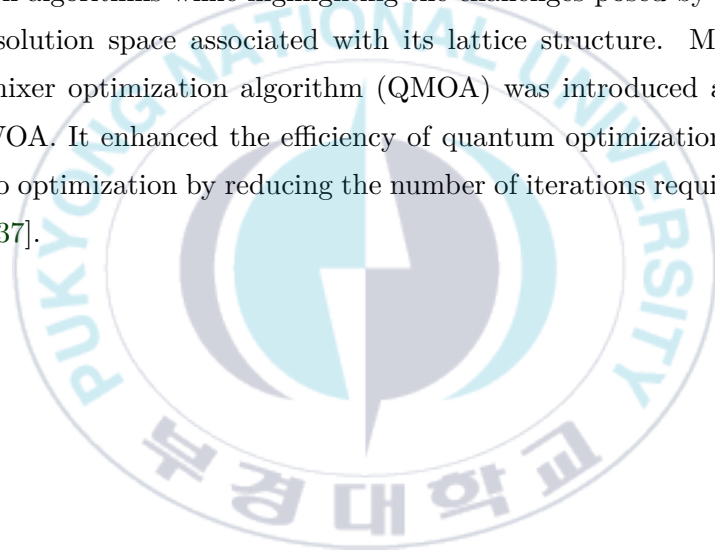 algorithms while highlighting the challenges posed by
solution space associated with its lattice structure. M
mixer optimization algorithm (QMOA) was introduced a
VOA. It enhanced the efficiency of quantum optimization
o optimization by reducing the number of iterations requi
37].
PUKYONG NATIONAL UNIVERSITY
부경대학교